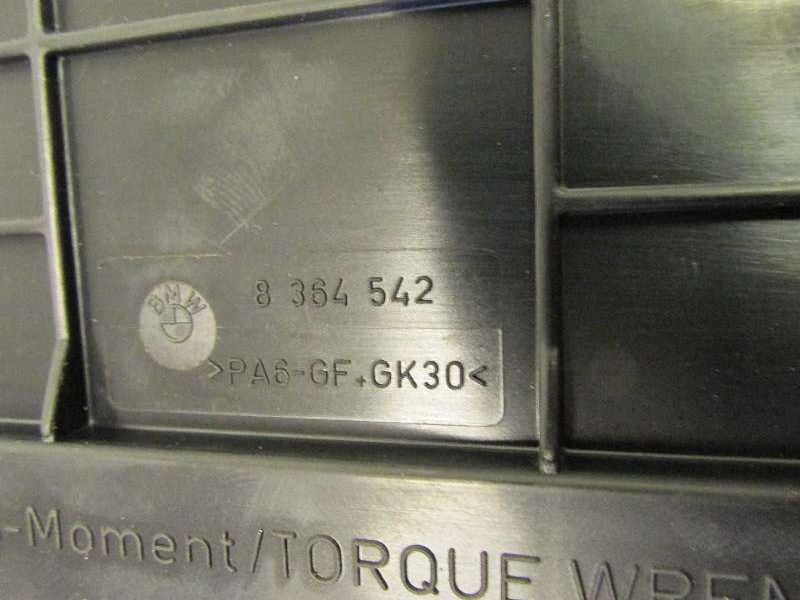 8 364 542
BMW
>PA6-GF+GK30<
-Moment/TORQUE